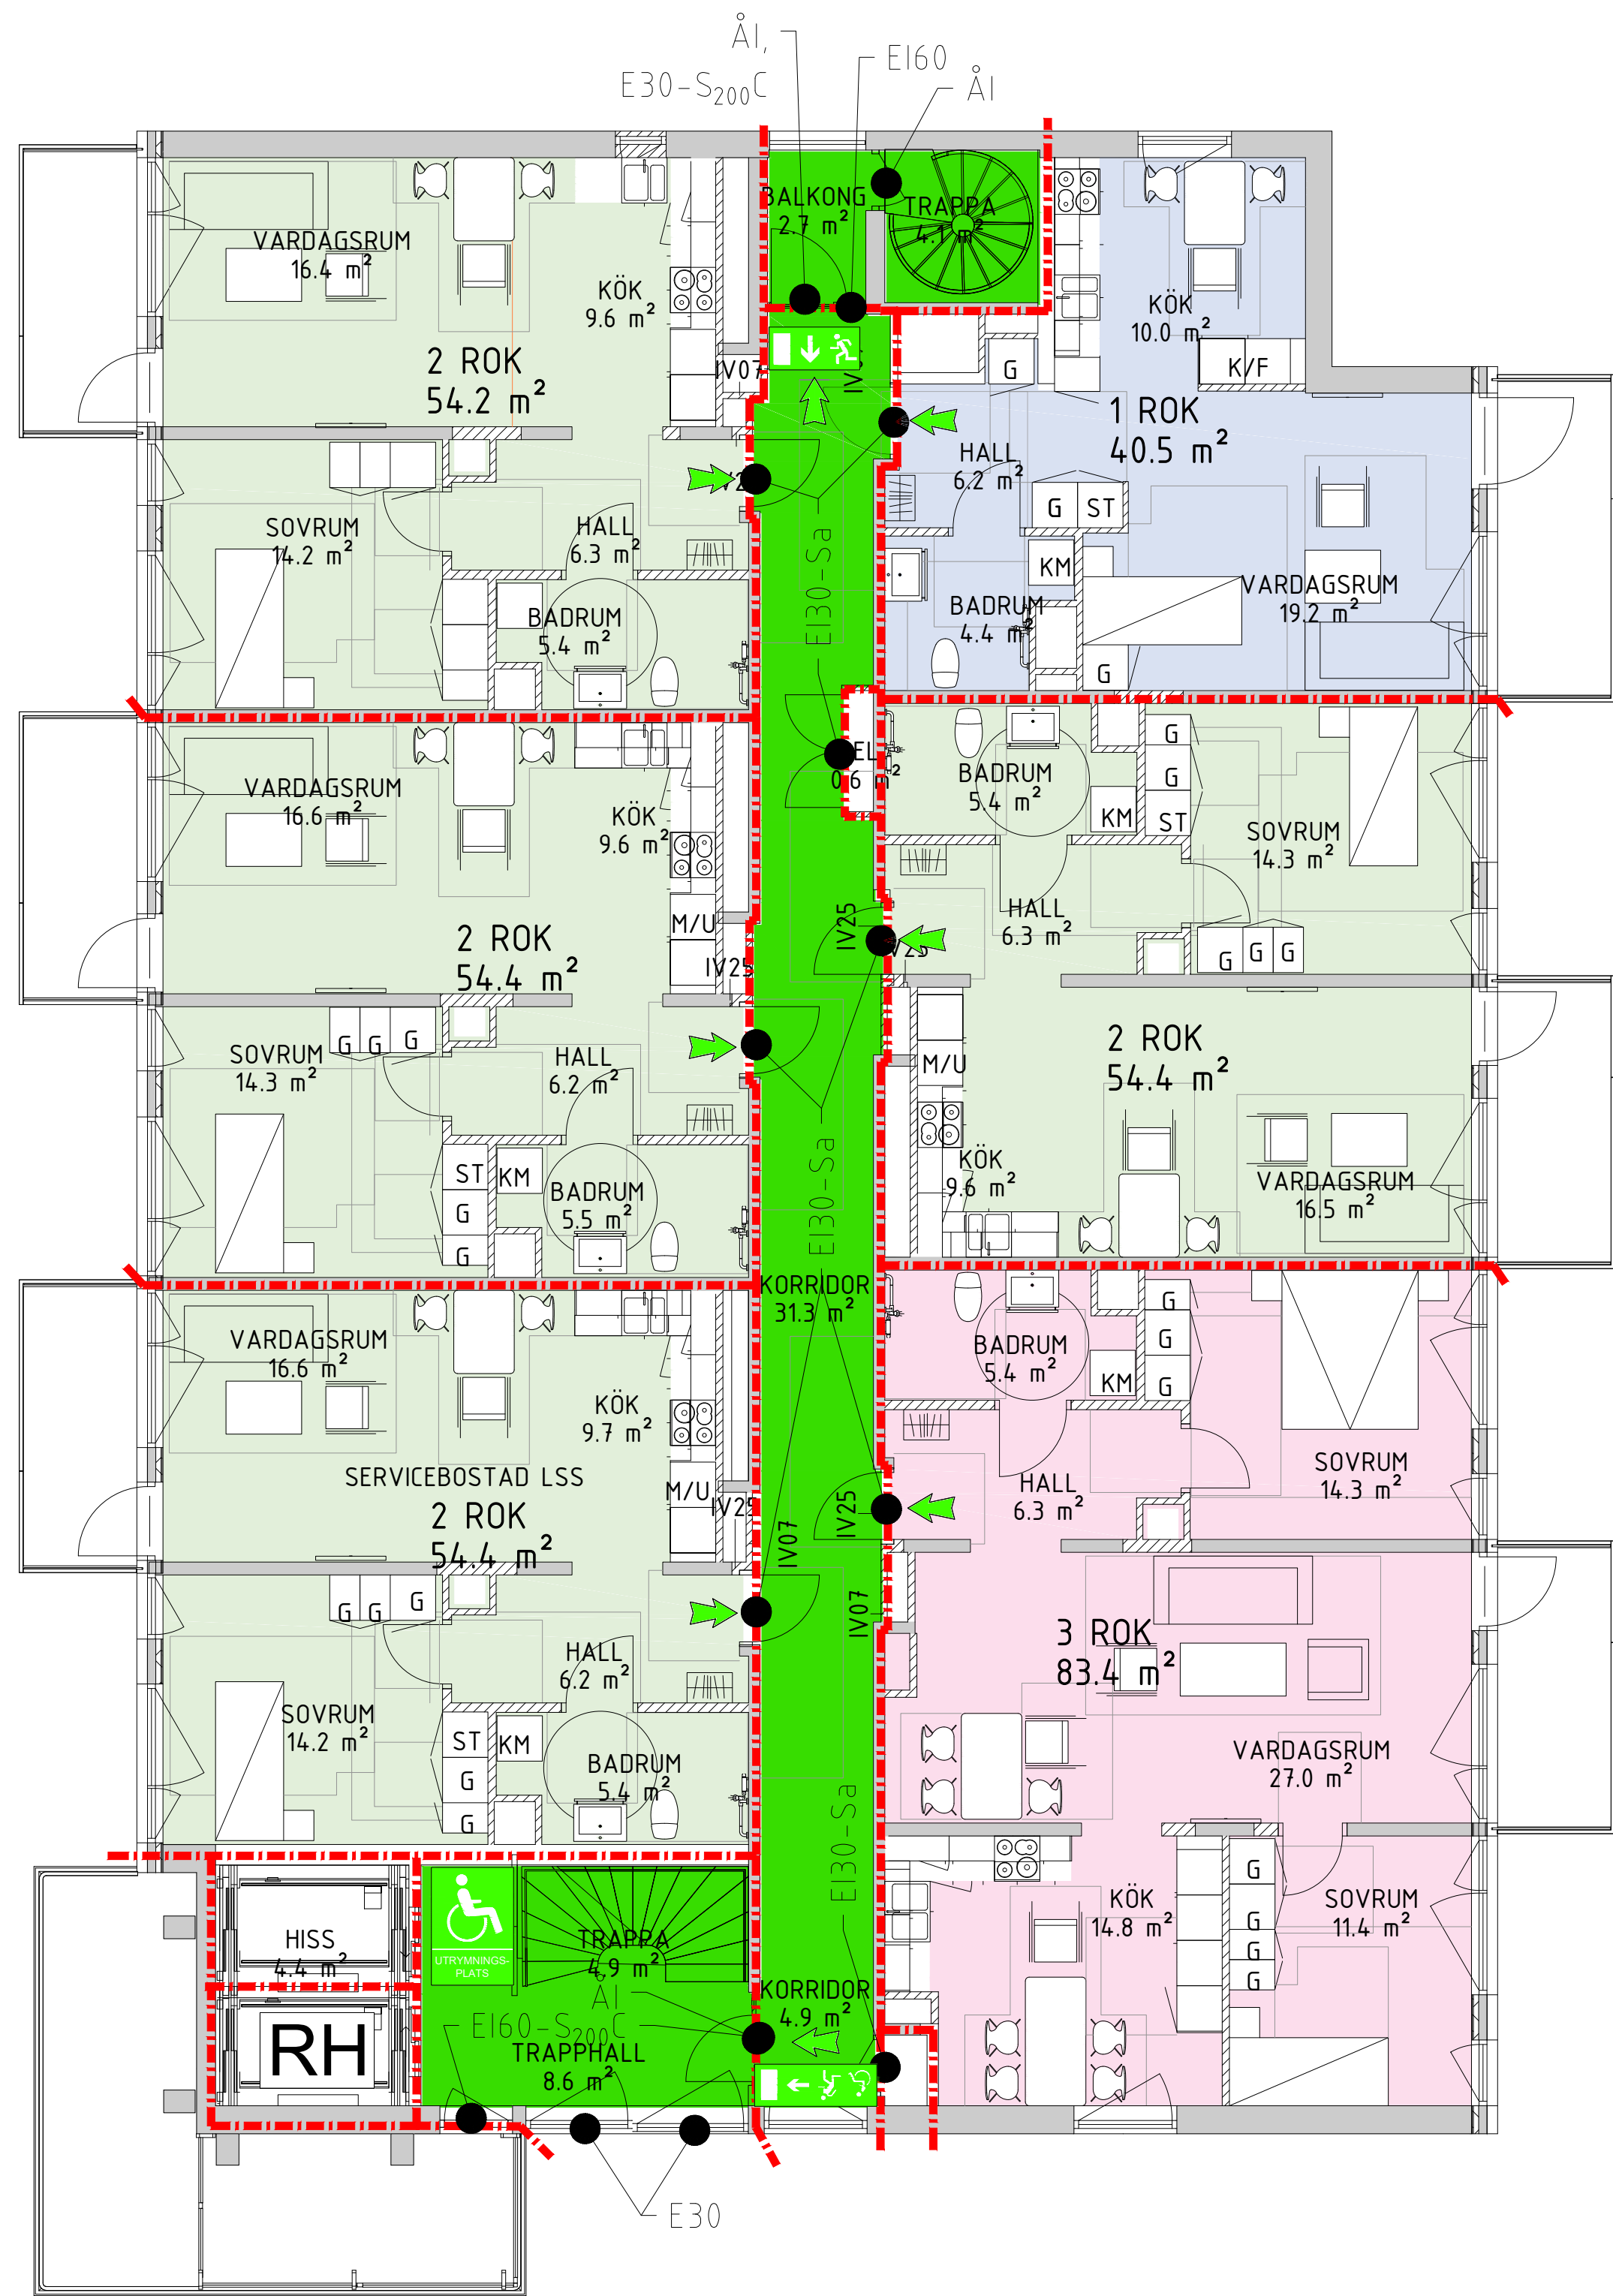 ÅI,
E30-S200C
EI60
ÅI
BALKONG
2.7 m²
TRAPPA
4.1 m²
VARDAGSRUM
16.4 m²
KÖK
9.6 m²
2 ROK
54.2 m²
IV07
KÖK
10.0 m²
K/F
G
1 ROK
40.5 m²
HALL
6.2 m²
G
ST
SOVRUM
14.2 m²
HALL
6.3 m²
EI30-Sa
KM
BADRUM
5.4 m²
BADRUM
4.4 m²
VARDAGSRUM
19.2 m²
G
VARDAGSRUM
16.6 m²
KÖK
9.6 m²
EL
0.6 m²
BADRUM
5.4 m²
KM
G
G
ST
SOVRUM
14.3 m²
M/U
2 ROK
54.4 m²
IV25
IV25
HALL
6.3 m²
G
G
G
SOVRUM
14.3 m²
G
G
G
HALL
6.2 m²
M/U
2 ROK
54.4 m²
EI30-Sa
ST
KM
G
G
BADRUM
5.5 m²
KÖK
9.6 m²
VARDAGSRUM
16.5 m²
KORRIDOR
31.3 m²
VARDAGSRUM
16.6 m²
KÖK
9.7 m²
BADRUM
5.4 m²
KM
G
G
G
SERVICEBOSTAD LSS
2 ROK
54.4 m²
M/U
IV25
IV07
IV25
HALL
6.3 m²
SOVRUM
14.3 m²
G
G
G
IV07
HALL
6.2 m²
3 ROK
83.4 m²
SOVRUM
14.2 m²
ST
KM
G
G
BADRUM
5.4 m²
EI30-Sa
VARDAGSRUM
27.0 m²
G
G
G
G
KÖK
14.8 m²
SOVRUM
11.4 m²
HISS
4.4 m²
UTRYMNINGS-
PLATS
TRAPPA
4.9 m²
ÅI
EI60-S200C
KORRIDOR
4.9 m²
RH
TRAPPHALL
8.6 m²
E30